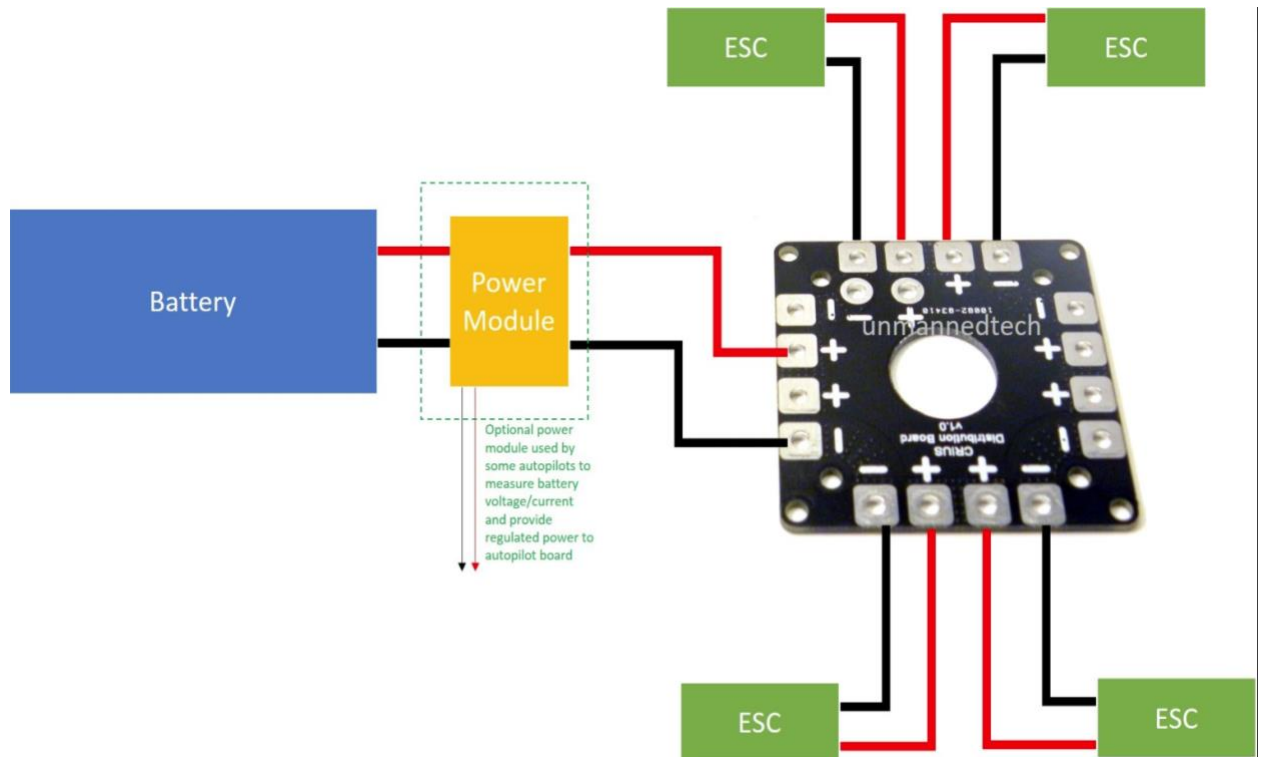 ESC
ESC
Battery
Power
Module
Optional power
module used by
some autopilots to
measure battery
voltage/current
and provide
regulated power to
autopilot board
unmannedtech
CRIUS
Distribution Board
v1.0
ESC
ESC